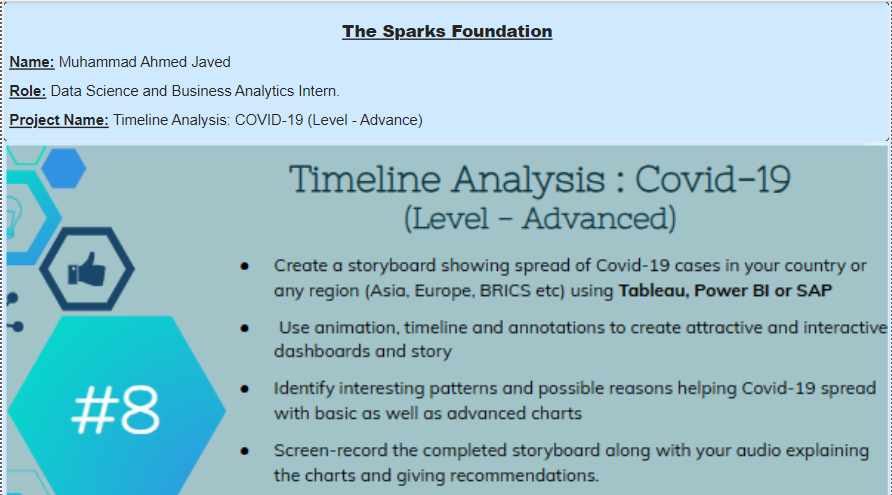 The Sparks Foundation
Name: Muhammad Ahmed Javed
Role: Data Science and Business Analytics Intern.
Project Name: Timeline Analysis: COVID-19 (Level - Advance)
Timeline Analysis : Covid-19
(Level - Advanced)
● Create a storyboard showing spread of Covid-19 cases in your country or
any region (Asia, Europe, BRICS etc) using Tableau, Power BI or SAP
● Use animation, timeline and annotations to create attractive and interactive
dashboards and story
● Identify interesting patterns and possible reasons helping Covid-19 spread
with basic as well as advanced charts
● Screen-record the completed storyboard along with your audio explaining
the charts and giving recommendations.
#8